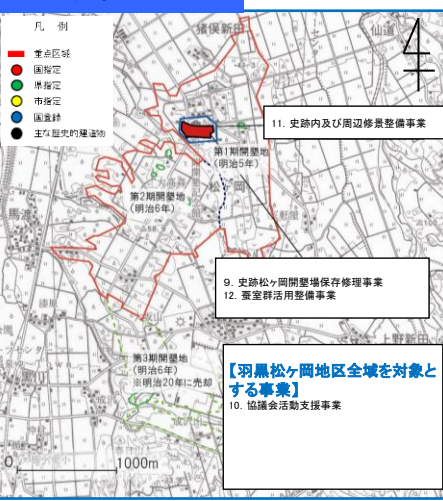 凡 例
重点区域
国指定
県指定
市指定
国登録
主な歴史的建造物
猪俣新田
仙道
11. 史跡内及び周辺修景整備事業
第1期開墾地
(明治5年)
第2期開墾地
(明治6年)
松
岡
馬渡
9. 史跡松ヶ岡開墾場保存修理事業
12. 蚕室群活用整備事業
上野新田
第3期開墾地
(明治6年)
※明治20年に売却
【羽黒松ヶ岡地区全域を対象と
する事業】
10. 協議会活動支援事業
黒山
0
1000m